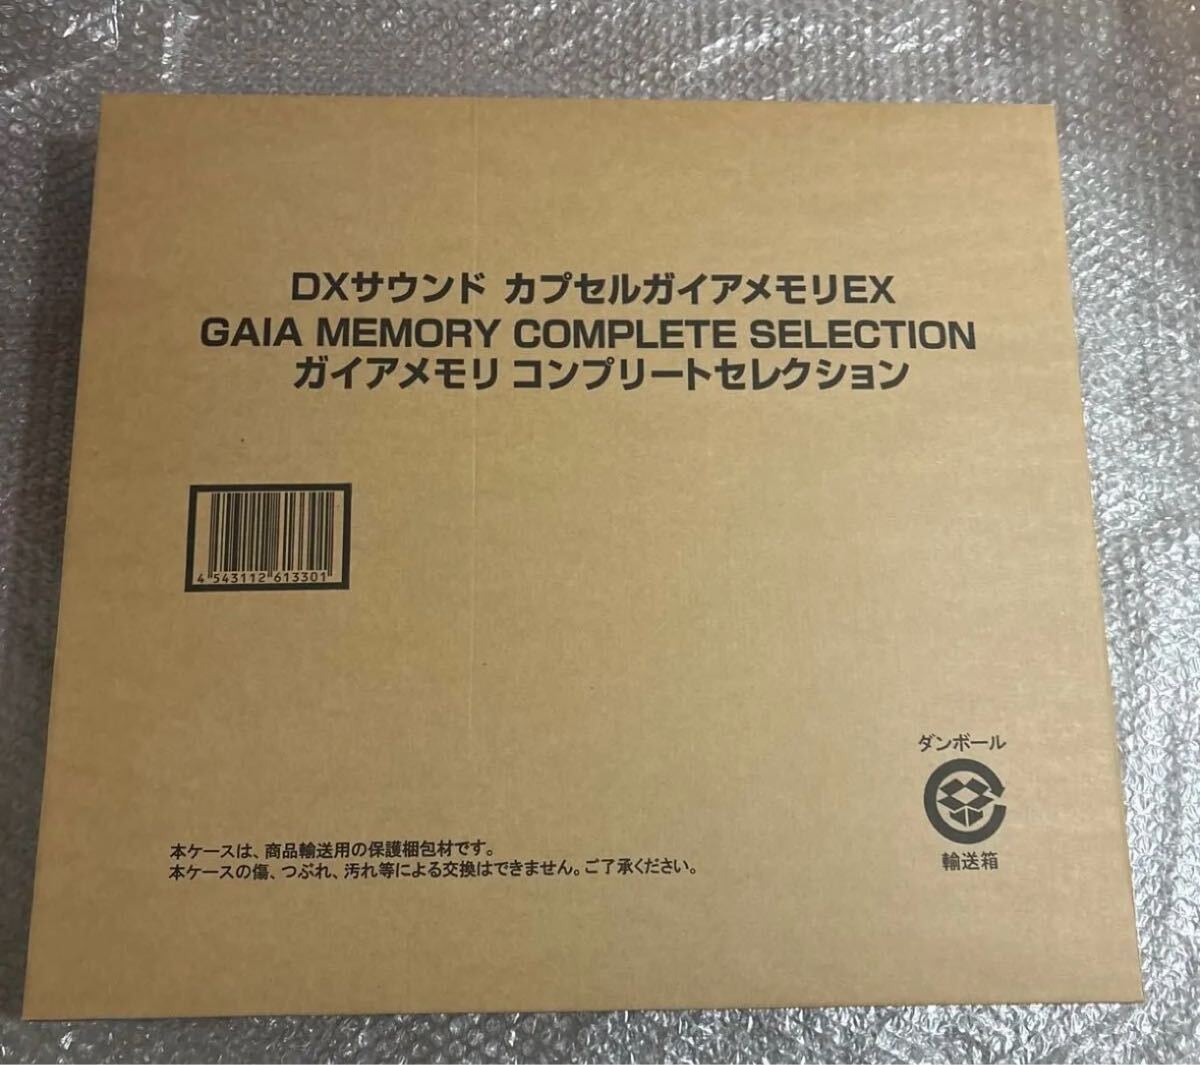 DXサウンド カプセルガイアメモリEX
GAIA MEMORY COMPLETE SELECTION
ガイアメモリ コンプリートセレクション
4 543112 613301
ダンボール
輸送箱
本ケースは、商品輸送用の保護梱包材です。
本ケースの傷、つぶれ、汚れ等による交換はできません。ご了承ください。